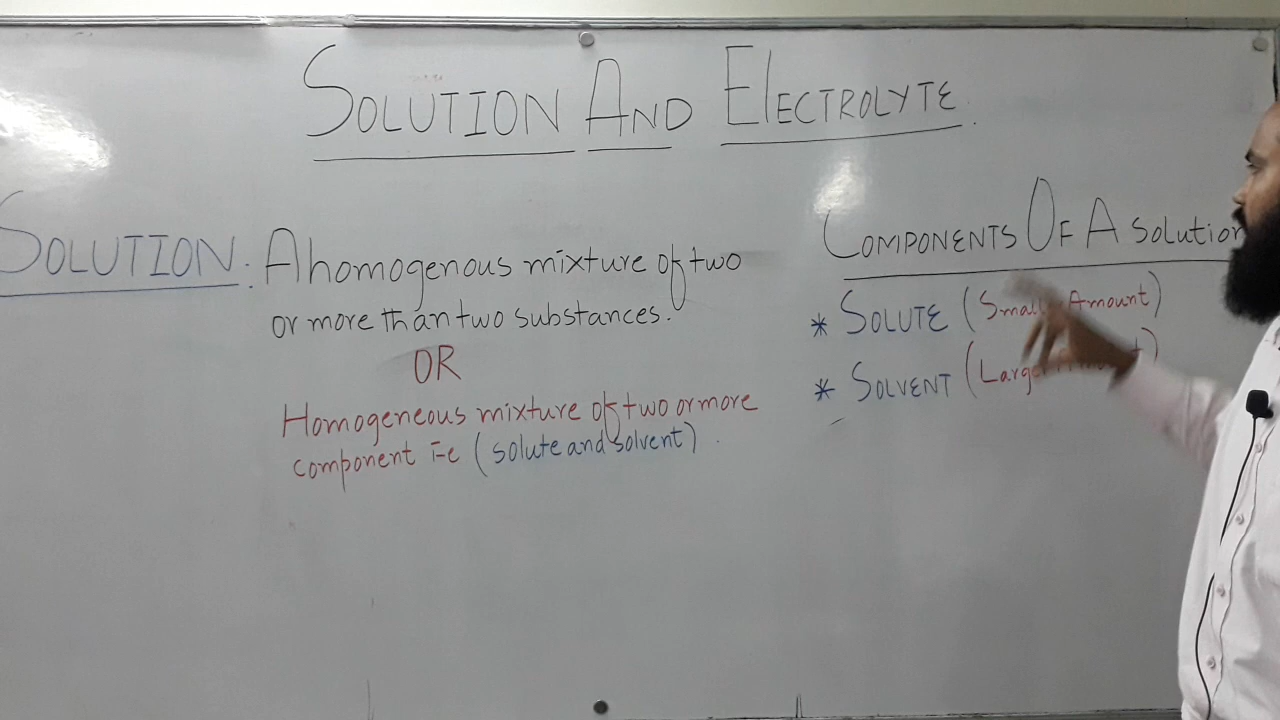 SOLUTION AND ELECTROLYTE.
SOLUTION: A homogenous mixture of two
or more than two substances.
OR
Homogeneous mixture of two or more
component i-e (solute and solvent).
COMPONENTS OF A Solution
* SOLUTE (Small Amount)
* SOLVENT (Large